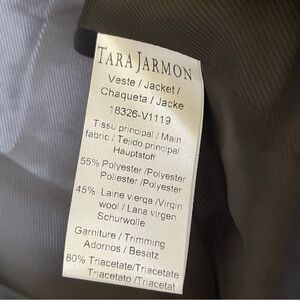 TARA JARMON
Veste / Jacket /
Chaqueta / Jacke
18326-V1119
Tissu principal / Main
fabric / Tejido principal
Hauptstoff
55% Polyester /Polyester
Poliester /Polyester
45% Laine vierge /Virgin
wool / Lana virgen
Schurwolle
Garniture / Trimming
Adornos / Besatz
80% Triacetate/Triacetate
Triacetato /Triacetat